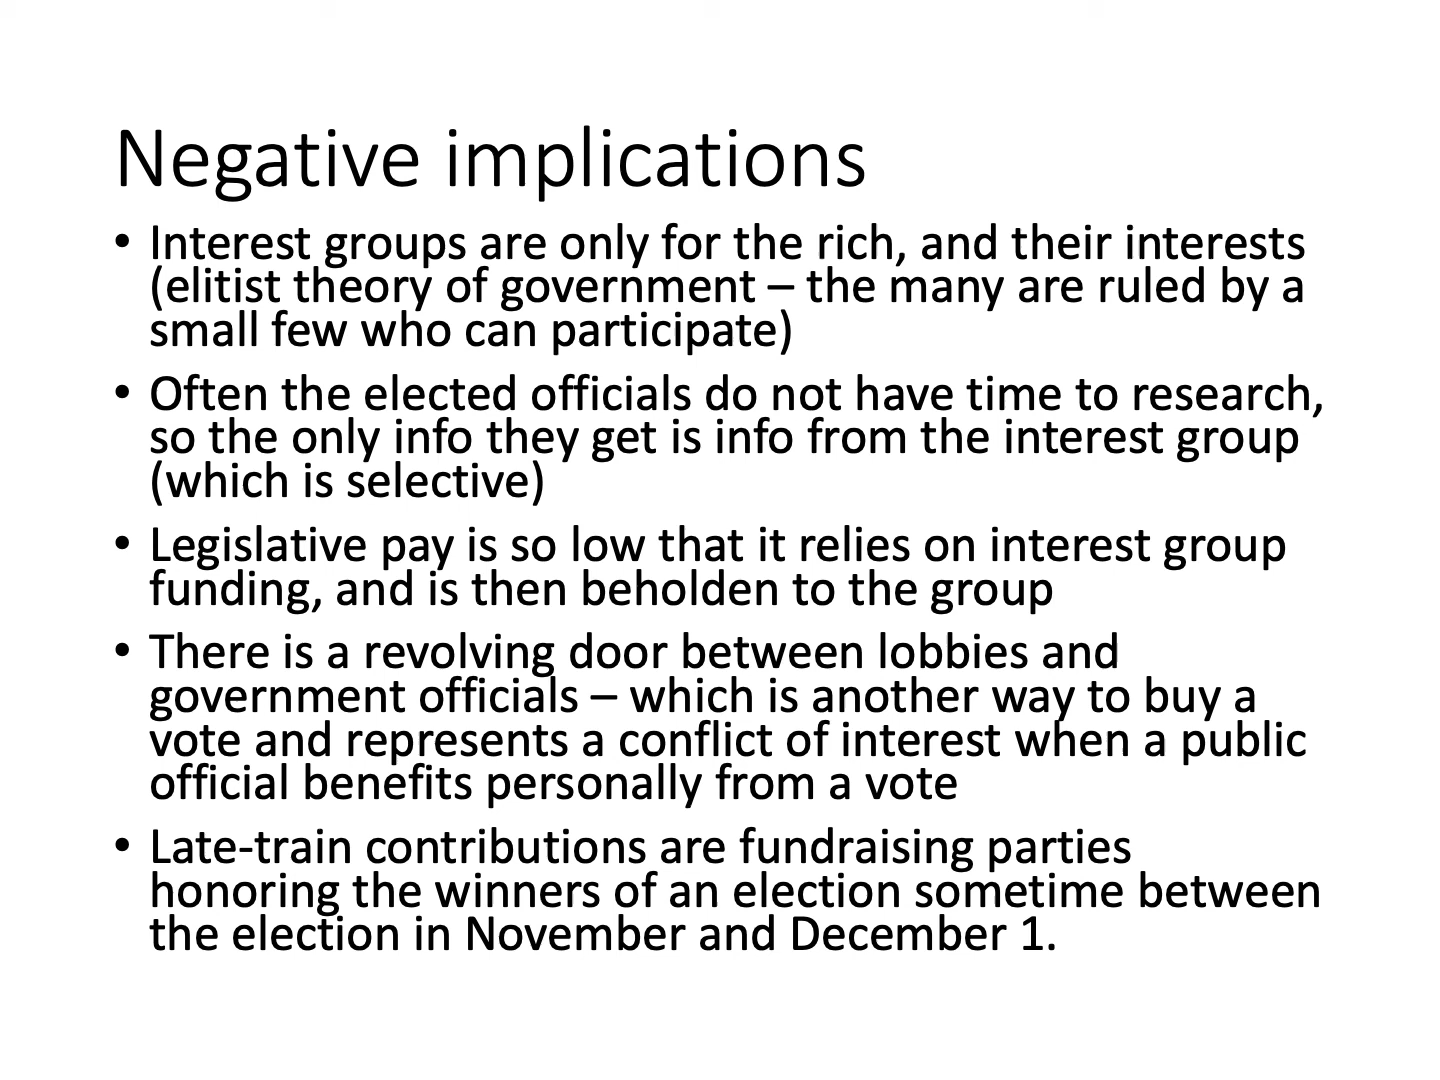 Negative implications
• Interest groups are only for the rich, and their interests
(elitist theory of government – the many are ruled by a
small few who can participate)
• Often the elected officials do not have time to research,
so the only info they get is info from the interest group
(which is selective)
• Legislative pay is so low that it relies on interest group
funding, and is then beholden to the group
• There is a revolving door between lobbies and
government officials – which is another way to buy a
vote and represents a conflict of interest when a public
official benefits personally from a vote
• Late-train contributions are fundraising parties
honoring the winners of an election sometime between
the election in November and December 1.